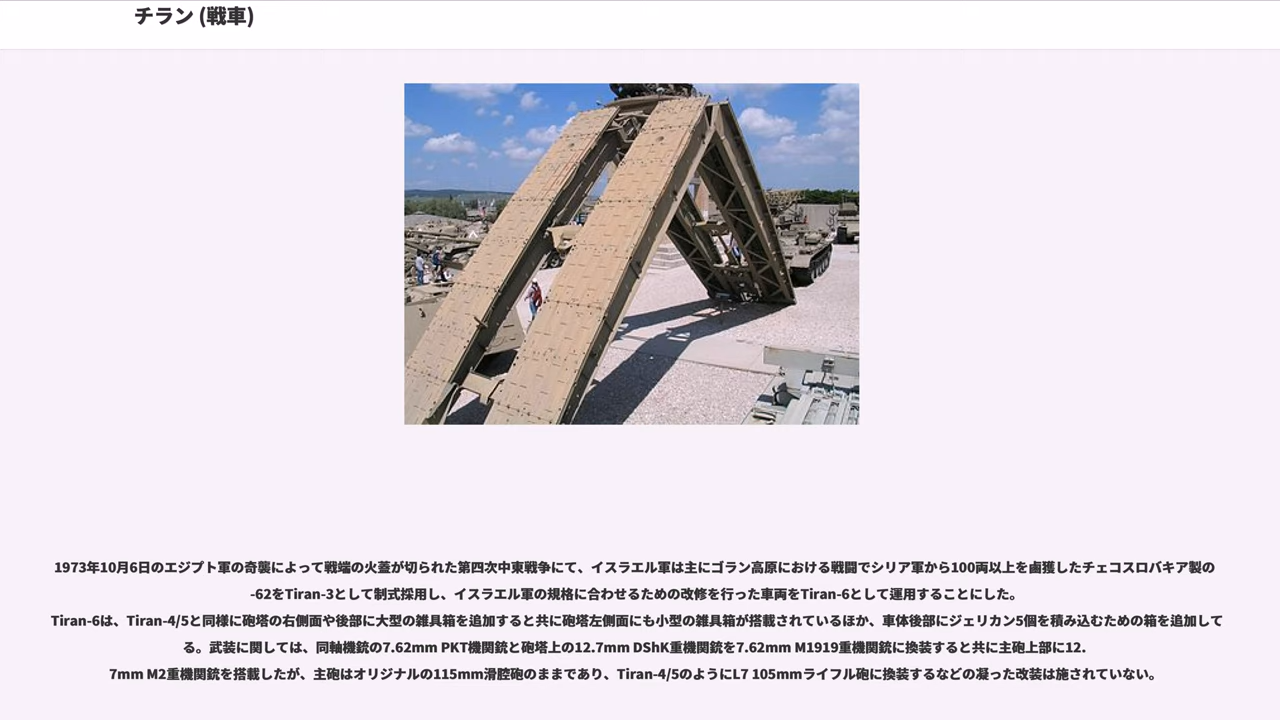 チラン (戦車)
1973年10月6日のエジプト軍の奇襲によって戦端の火蓋が切られた第四次中東戦争にて、イスラエル軍は主にゴラン高原における戦闘でシリア軍から100両以上を鹵獲したチェコスロバキア製の
-62をTiran-3として制式採用し、イスラエル軍の規格に合わせるための改修を行った車両をTiran-6として運用することにした。
Tiran-6は、Tiran-4/5と同様に砲塔の右側面や後部に大型の雑具箱を追加すると共に砲塔左側面にも小型の雑具箱が搭載されているほか、車体後部にジェリカン5個を積み込むための箱を追加して
る。武装に関しては、同軸機銃の7.62mm PKT機関銃と砲塔上の12.7mm DShK重機関銃を7.62mm M1919重機関銃に換装すると共に主砲上部に12.
7mm M2重機関銃を搭載したが、主砲はオリジナルの115mm滑腔砲のままであり、Tiran-4/5のようにL7 105mmライフル砲に換装するなどの凝った改装は施されていない。